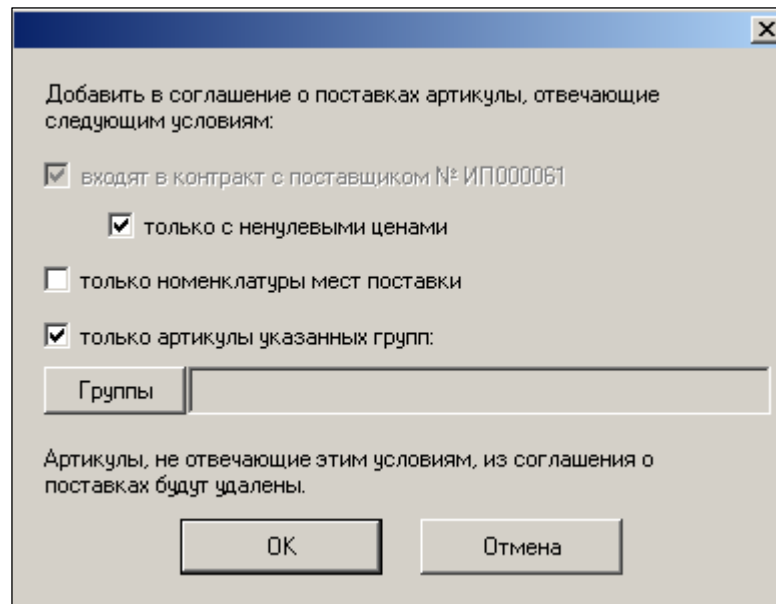 Добавить в соглашение о поставках артикулы, отвечающие
следующим условиям:
входят в контракт с поставщиком № ИП000061
только с ненулевыми ценами
только номенклатуры мест поставки
только артикулы указанных групп:
Группы
Артикулы, не отвечающие этим условиям, из соглашения о
поставках будут удалены.
ОК
Отмена